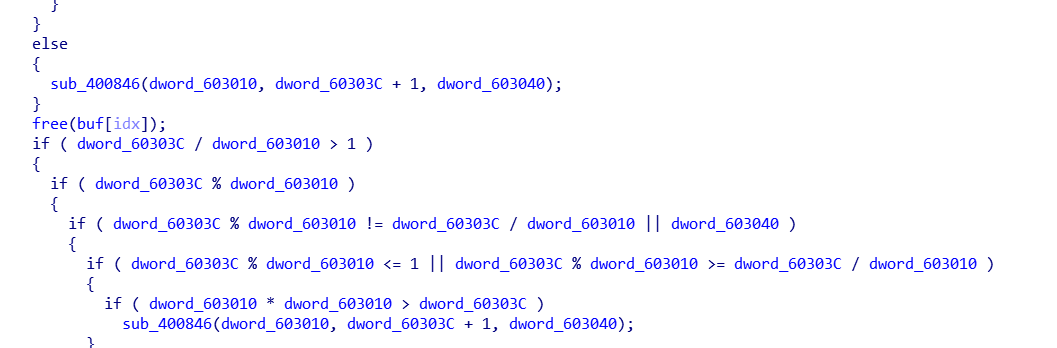 }
}
else
{
sub_400846(dword_603010, dword_60303C + 1, dword_603040);
}
free(buf[idx]);
if ( dword_60303C / dword_603010 > 1 )
{
if ( dword_60303C % dword_603010 )
{
if ( dword_60303C % dword_603010 != dword_60303C / dword_603010 || dword_603040 )
{
if ( dword_60303C % dword_603010 <= 1 || dword_60303C % dword_603010 >= dword_60303C / dword_603010 )
{
if ( dword_603010 * dword_603010 > dword_60303C )
sub_400846(dword_603010, dword_60303C + 1, dword_603040);
}